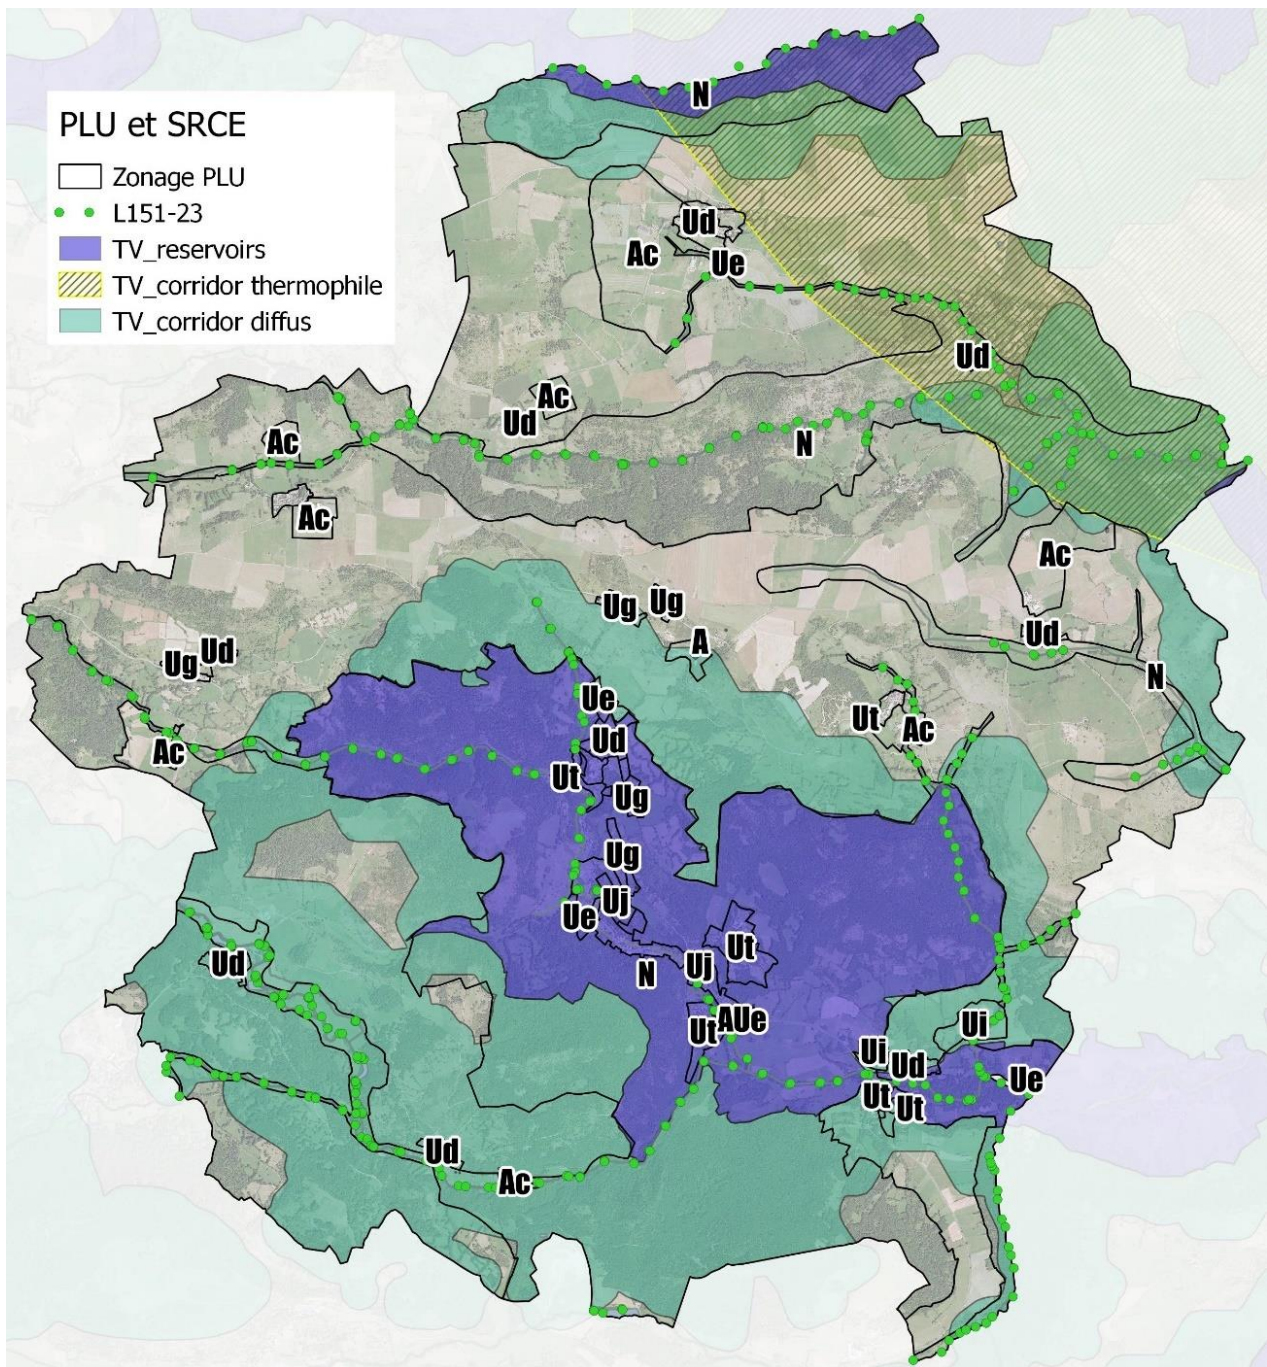 PLU et SRCE
Zonage PLU
L151-23
TV_reservoirs
TV_corridor thermophile
TV_corridor diffus
N
Ud
Ac
Ue
Ud
Ac
Ud
Ac
N
Ac
Ac
Ug
Ug
Ud
A
Ud
Ug
N
Ue
Ut
Ac
Ud
Ac
Ut
Ug
Ug
Uj
Ue
Ut
Ud
Uj
N
Ut
AUe
Ui
Ui
Ud
Ue
Ut
Ut
Ud
Ac